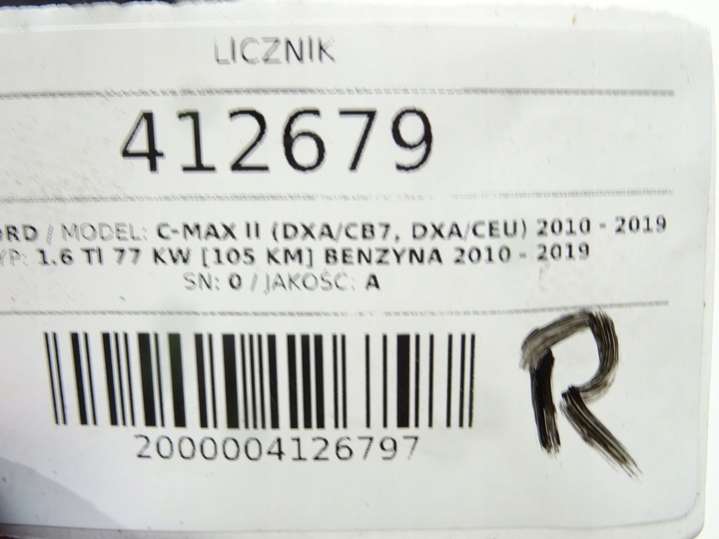 LICZNIK
412679
RD / MODEL: C-MAX II (DXA/CB7, DXA/CEU) 2010 - 2019
YP: 1.6 TI 77 KW [105 KM] BENZYNA 2010 - 2019
SN: 0 / JAKOŚĆ: A
R
2000004126797